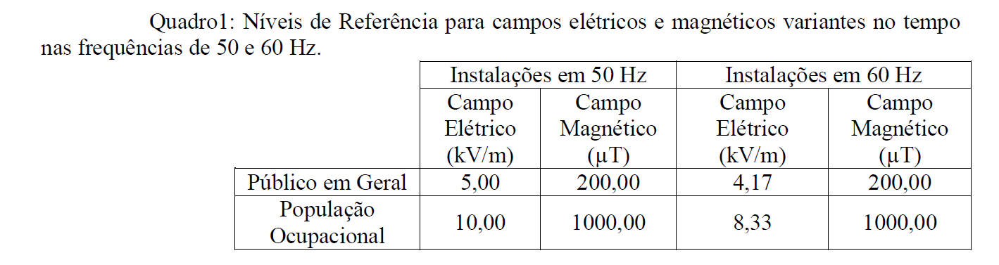 Quadro1: Níveis de Referência para campos elétricos e magnéticos variantes no tempo
nas frequências de 50 e 60 Hz.
Instalações em 50 Hz Instalações em 60 Hz
Campo Elétrico (kV/m) Campo Magnético (µT) Campo Elétrico (kV/m) Campo Magnético (µT)
Público em Geral 5,00 200,00 4,17 200,00
População Ocupacional 10,00 1000,00 8,33 1000,00